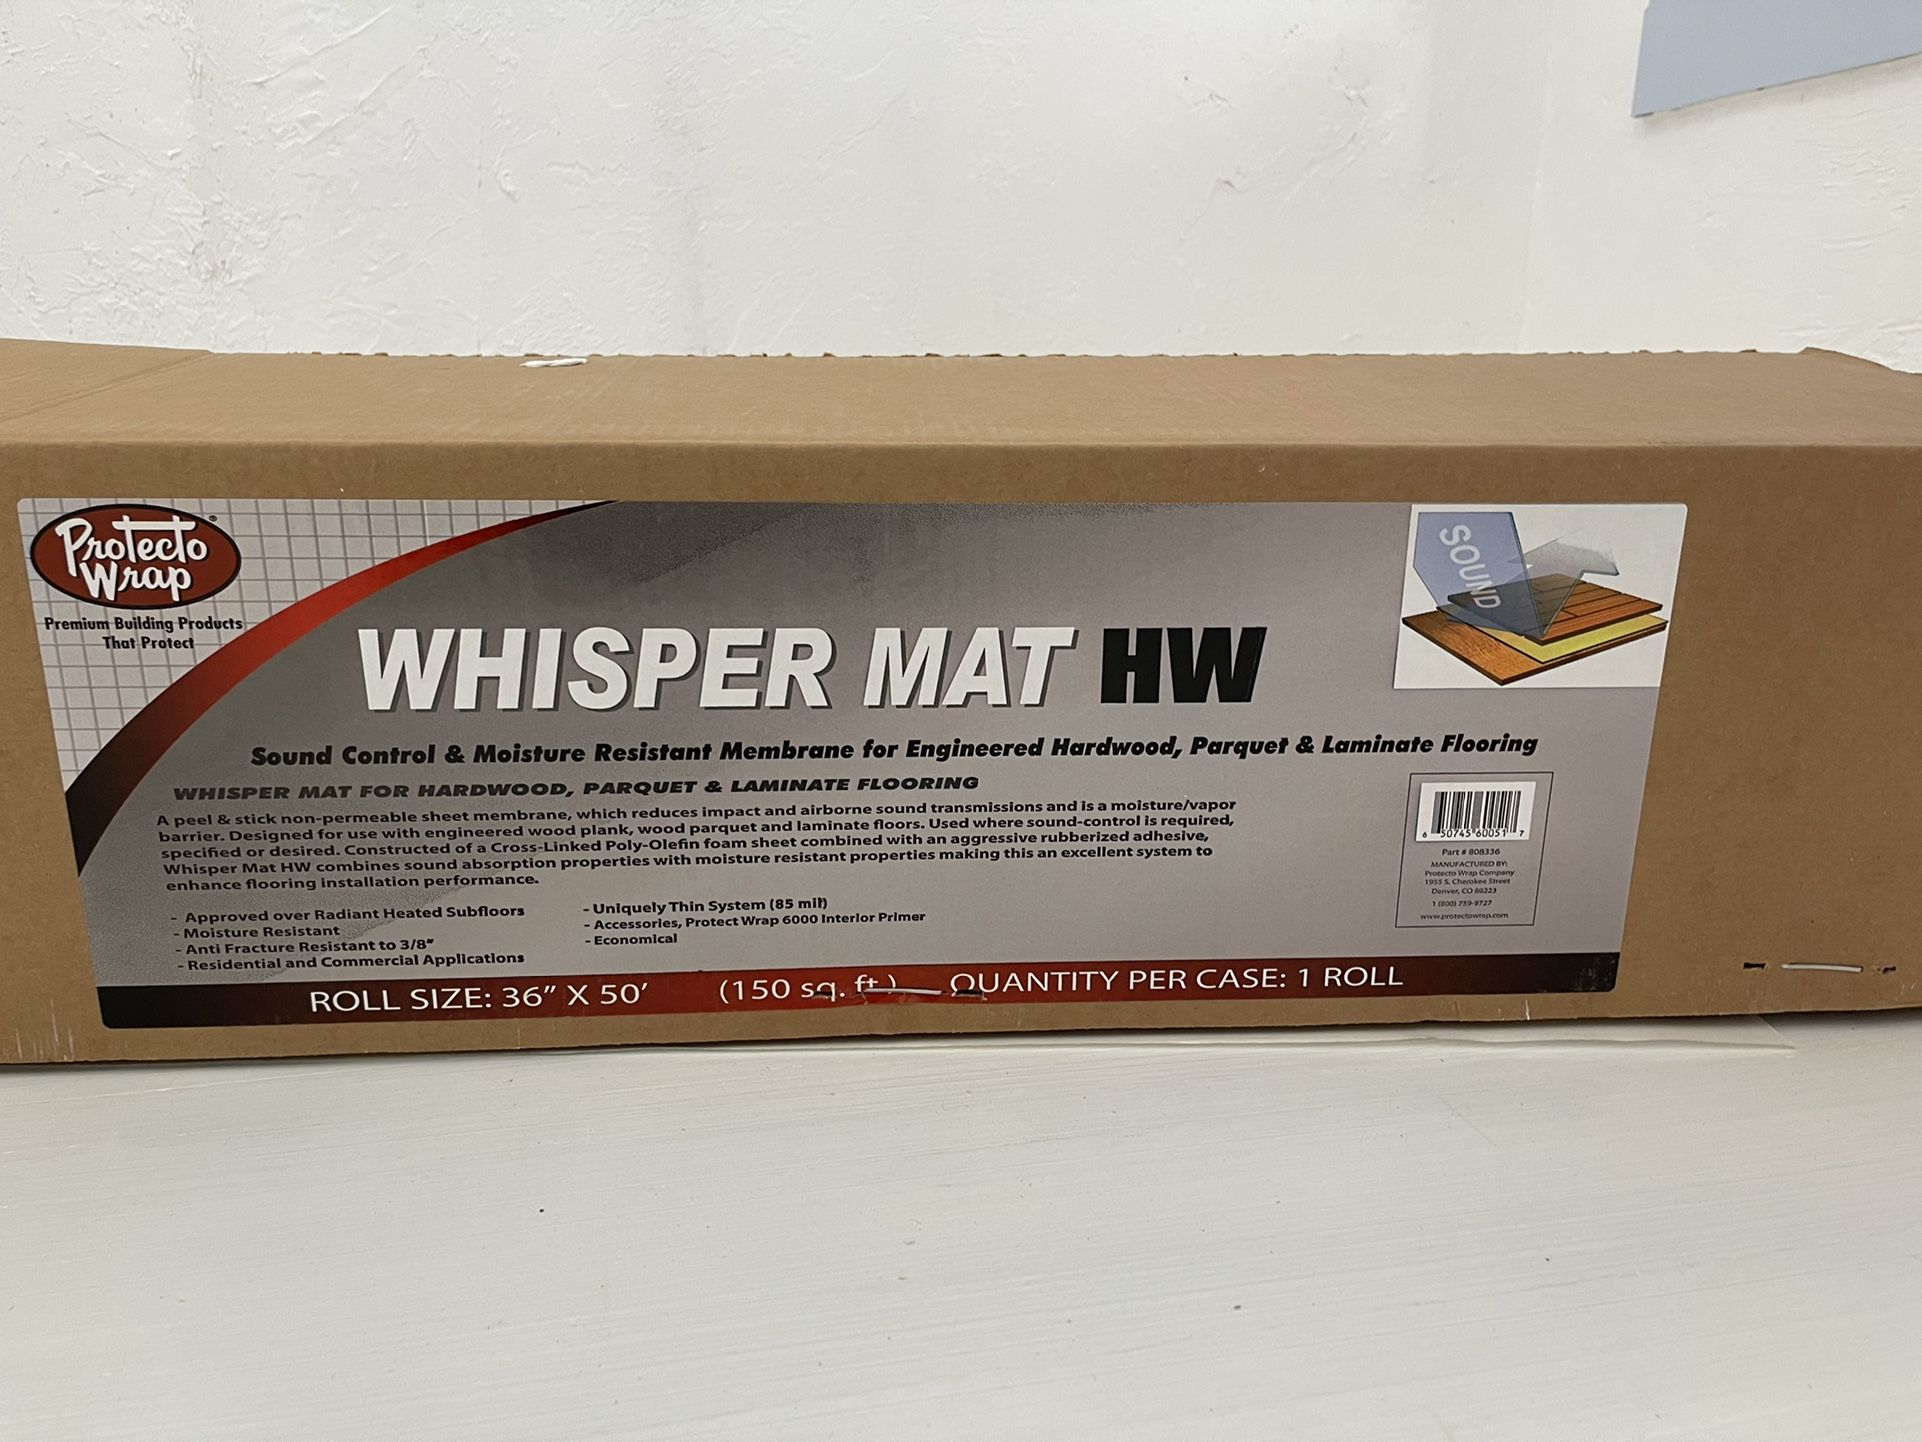 Protecto
Wrap
®
Premium Building Products
That Protect
WHISPER MAT HW
SOUND
Sound Control & Moisture Resistant Membrane for Engineered Hardwood, Parquet & Laminate Flooring
WHISPER MAT FOR HARDWOOD, PARQUET & LAMINATE FLOORING
A peel & stick non-permeable sheet membrane, which reduces impact and airborne sound transmissions and is a moisture/vapor
barrier. Designed for use with engineered wood plank, wood parquet and laminate floors. Used where sound-control is required,
specified or desired. Constructed of a Cross-Linked Poly-Olefin foam sheet combined with an aggressive rubberized adhesive,
Whisper Mat HW combines sound absorption properties with moisture resistant properties making this an excellent system to
enhance flooring installation performance.
- Approved over Radiant Heated Subfloors
- Moisture Resistant
- Anti Fracture Resistant to 3/8"
- Residential and Commercial Applications
- Uniquely Thin System (85 mil)
- Accessories, Protect Wrap 6000 Interior Primer
- Economical
6 50745 60051 7
Part # 808336
MANUFACTURED BY:
Protecto Wrap Company
1955 S. Cherokee Street
Denver, CO 80223
1 (800) 759-9727
www.protectowrap.com
ROLL SIZE: 36" X 50' (150 sq. ft.) QUANTITY PER CASE: 1 ROLL